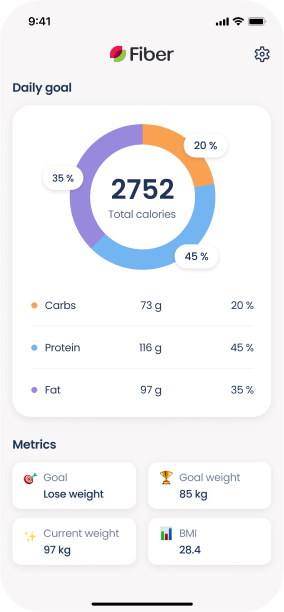 9:41
Fiber
Daily goal
20 %
35 %
2752
Total calories
45 %
Carbs 73 g 20 %
Protein 116 g 45 %
Fat 97 g 35 %
Metrics
Goal
Lose weight
Goal weight
85 kg
Current weight
97 kg
BMI
28.4